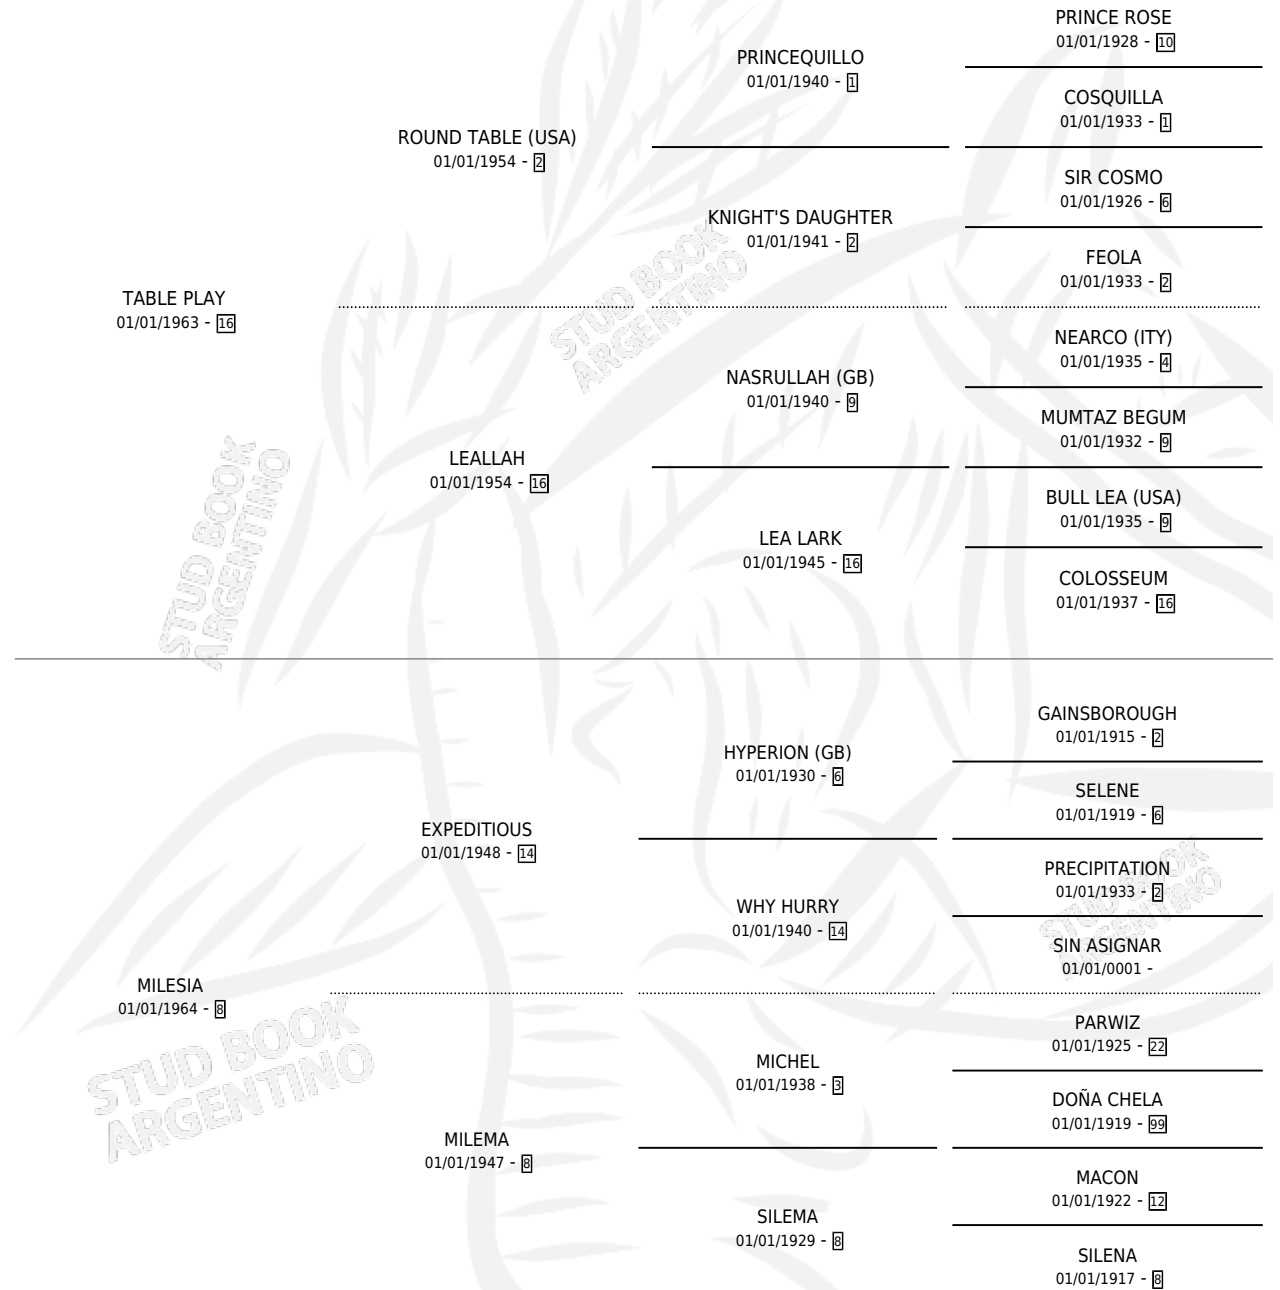 PRINCE ROSE
01/01/1928 - 10
PRINCEQUILLO
01/01/1940 - 1
COSQUILLA
01/01/1933 - 1
ROUND TABLE (USA)
01/01/1954 - 2
SIR COSMO
01/01/1926 - 6
KNIGHT'S DAUGHTER
01/01/1941 - 2
FEOLA
01/01/1933 - 2
TABLE PLAY
01/01/1963 - 16
NEARCO (ITY)
01/01/1935 - 4
NASRULLAH (GB)
01/01/1940 - 9
MUMTAZ BEGUM
01/01/1932 - 9
LEALLAH
01/01/1954 - 16
BULL LEA (USA)
01/01/1935 - 9
LEA LARK
01/01/1945 - 16
COLOSSEUM
01/01/1937 - 16
GAINSBOROUGH
01/01/1915 - 2
HYPERION (GB)
01/01/1930 - 6
SELENE
01/01/1919 - 6
EXPEDITIOUS
01/01/1948 - 14
PRECIPITATION
01/01/1933 - 2
WHY HURRY
01/01/1940 - 14
SIN ASIGNAR
01/01/0001 -
MILESIA
01/01/1964 - 8
PARWIZ
01/01/1925 - 22
MICHEL
01/01/1938 - 3
DOÑA CHELA
01/01/1919 - 99
MILEMA
01/01/1947 - 8
MACON
01/01/1922 - 12
SILEMA
01/01/1929 - 8
SILENA
01/01/1917 - 8
STUD BOOK
ARGENTINO
STUD BOOK
ARGENTINO
STUD BOOK
ARGENTINO
STUD BOOK
ARGENTINO